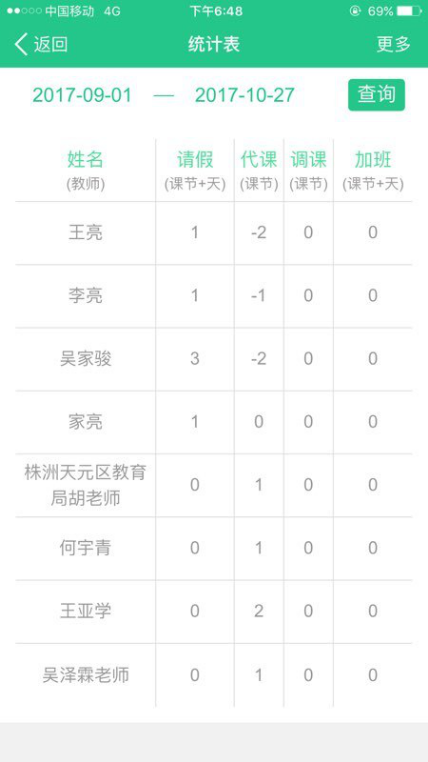 中国移动 4G 下午6:48 69%
返回 统计表 更多
2017-09-01 — 2017-10-27 查询
姓名 请假 代课 调课 加班
(教师) (课节+天) (课节) (课节) (课节+天)
王亮 1 -2 0 0
李亮 1 -1 0 0
吴家骏 3 -2 0 0
家亮 1 0 0 0
株洲天元区教育
局胡老师 0 1 0 0
何宇青 0 1 0 0
王亚学 0 2 0 0
吴泽霖老师 0 1 0 0